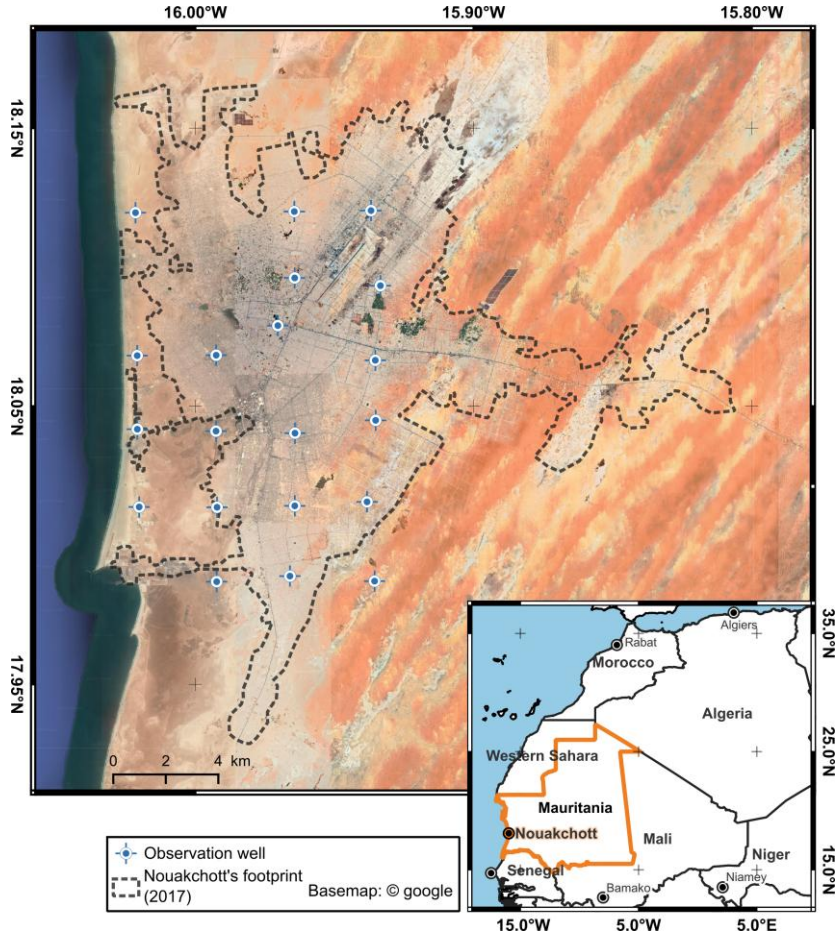 16.00°W 15.90°W 15.80°W
18.15°N
18.05°N
17.95°N
0 2 4 km
Observation well
Nouakchott's footprint
(2017)
Basemap: © google
Algiers
Rabat
Morocco
Algeria
Western Sahara
Mauritania
Nouakchott
Mali
Niger
Senegal
Niamey
Bamako
35.0°N
25.0°N
15.0°N
15.0°W 5.0°W 5.0°E